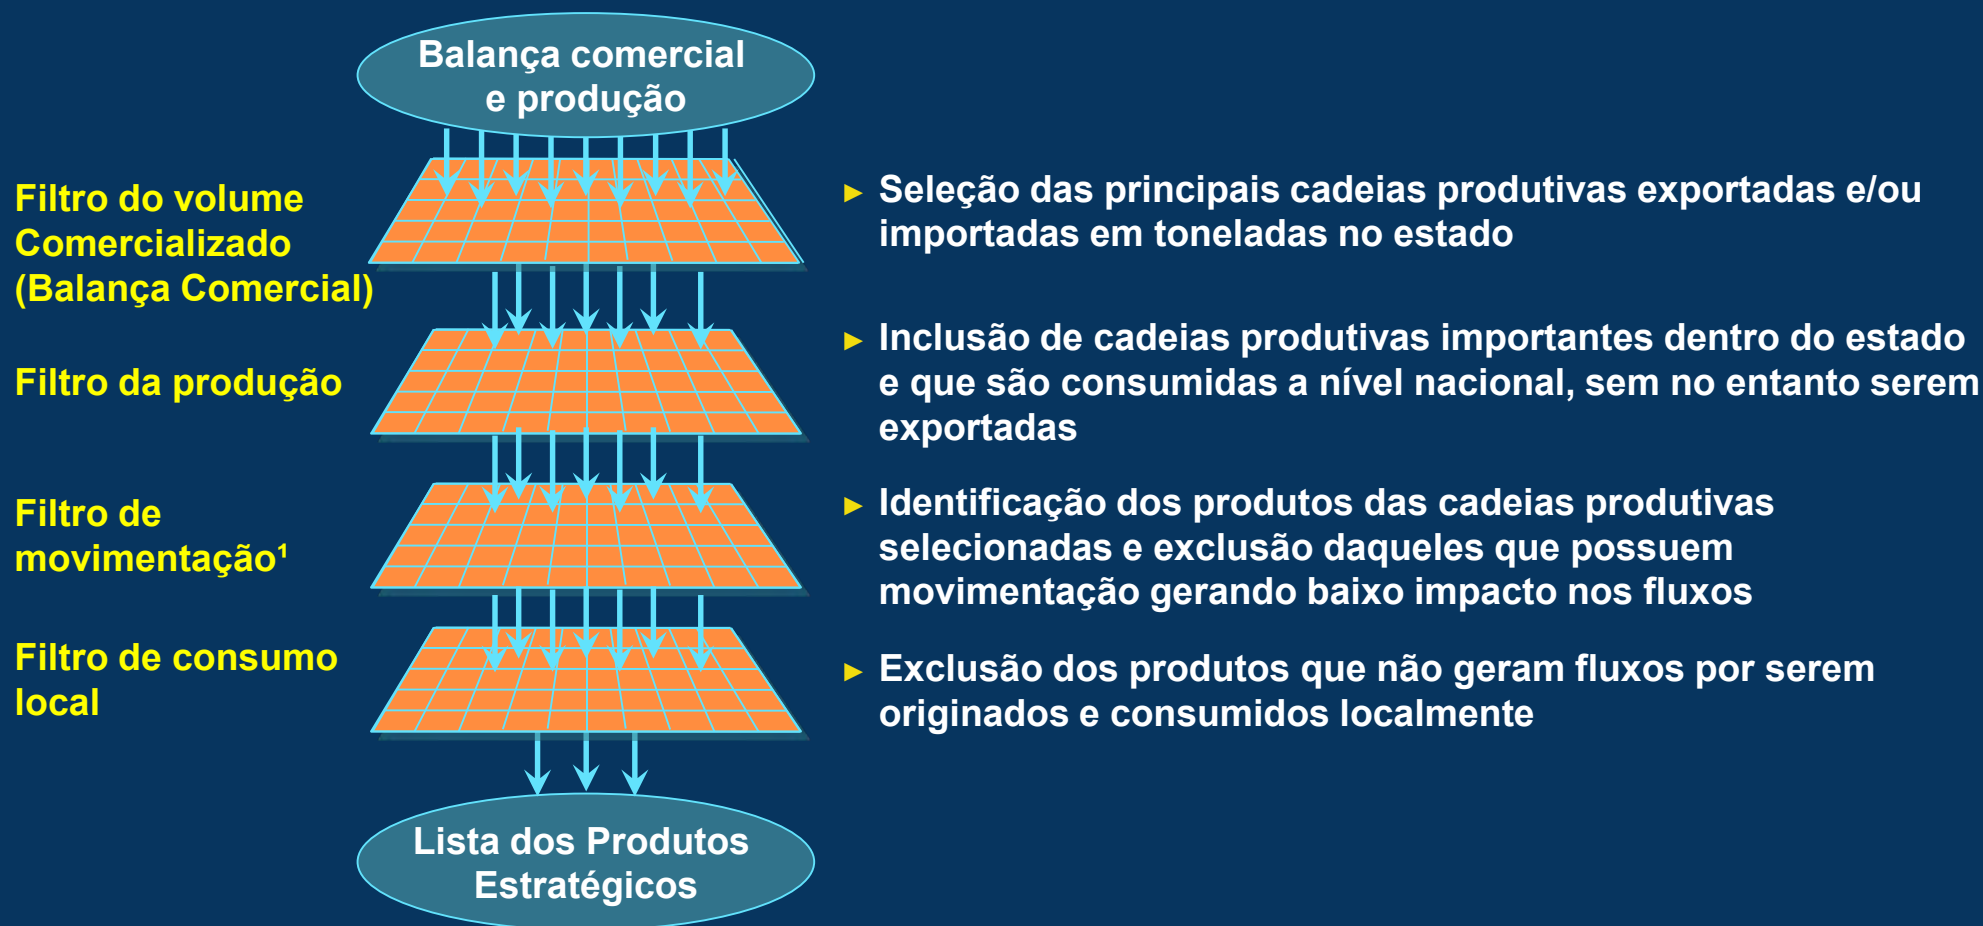 Balança comercial
e produção
Filtro do volume
Comercializado
(Balança Comercial)
► Seleção das principais cadeias produtivas exportadas e/ou
importadas em toneladas no estado
Filtro da produção
► Inclusão de cadeias produtivas importantes dentro do estado
e que são consumidas a nível nacional, sem no entanto serem
exportadas
Filtro de
movimentação¹
► Identificação dos produtos das cadeias produtivas
selecionadas e exclusão daqueles que possuem
movimentação gerando baixo impacto nos fluxos
Filtro de consumo
local
► Exclusão dos produtos que não geram fluxos por serem
originados e consumidos localmente
Lista dos Produtos
Estratégicos